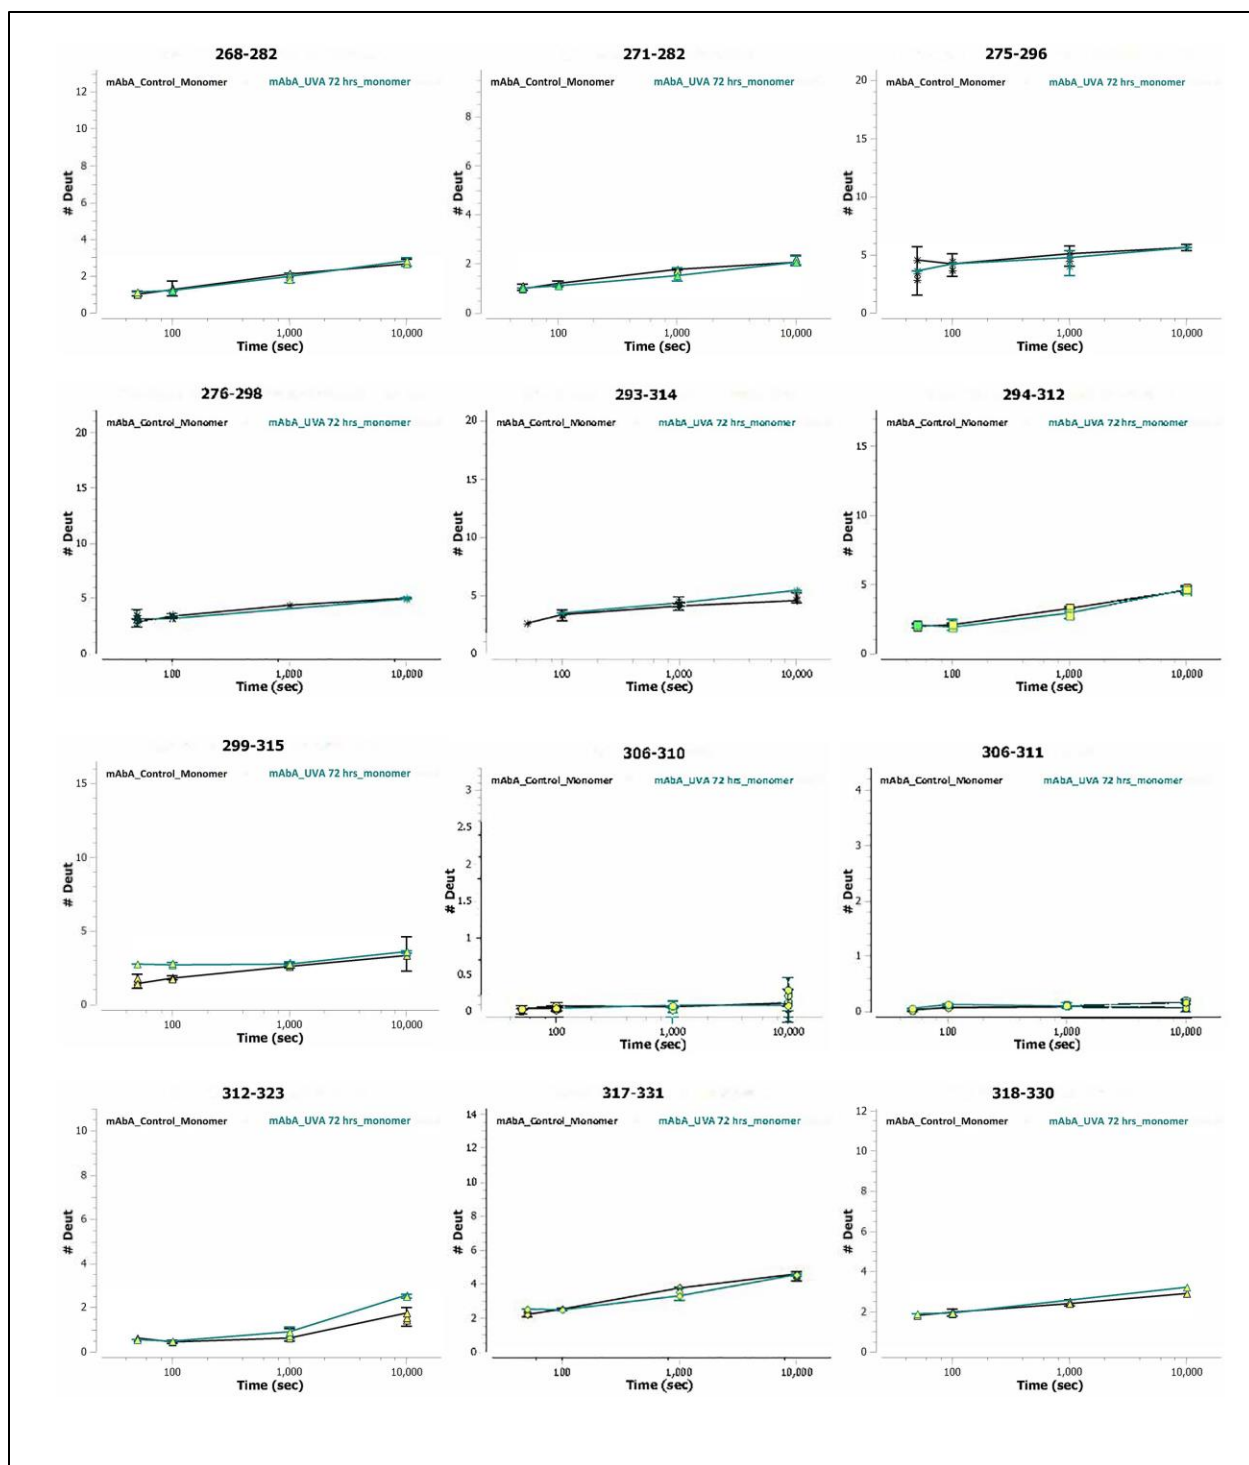 268-282
mAbA_Control_Monomer mAbA_UVA 72 hrs_monomer
12
10
8
6
4
2
0
# Deut
100 1,000 10,000
Time (sec)
271-282
mAbA_Control_Monomer mAbA_UVA 72 hrs_monomer
8
6
4
2
0
# Deut
100 1,000 10,000
Time (sec)
275-296
mAbA_Control_Monomer mAbA_UVA 72 hrs_monomer
20
15
10
5
0
# Deut
100 1,000 10,000
Time (sec)
276-298
mAbA_Control_Monomer mAbA_UVA 72 hrs_monomer
20
15
10
5
0
# Deut
100 1,000 10,000
Time (sec)
293-314
mAbA_Control_Monomer mAbA_UVA 72 hrs_monomer
20
15
10
5
0
# Deut
100 1,000 10,000
Time (sec)
294-312
mAbA_Control_Monomer mAbA_UVA 72 hrs_monomer
15
10
5
0
# Deut
100 1,000 10,000
Time (sec)
299-315
mAbA_Control_Monomer mAbA_UVA 72 hrs_monomer
15
10
5
0
# Deut
100 1,000 10,000
Time (sec)
306-310
mAbA_Control_Monomer mAbA_UVA 72 hrs_monomer
3
2.5
2
1.5
1
0.5
0
# Deut
100 1,000 10,000
Time (sec)
306-311
mAbA_Control_Monomer mAbA_UVA 72 hrs_monomer
4
3
2
1
0
# Deut
100 1,000 10,000
Time (sec)
312-323
mAbA_Control_Monomer mAbA_UVA 72 hrs_monomer
10
8
6
4
2
0
# Deut
100 1,000 10,000
Time (sec)
317-331
mAbA_Control_Monomer mAbA_UVA 72 hrs_monomer
14
12
10
8
6
4
2
0
# Deut
100 1,000 10,000
Time (sec)
318-330
mAbA_Control_Monomer mAbA_UVA 72 hrs_monomer
12
10
8
6
4
2
0
# Deut
100 1,000 10,000
Time (sec)